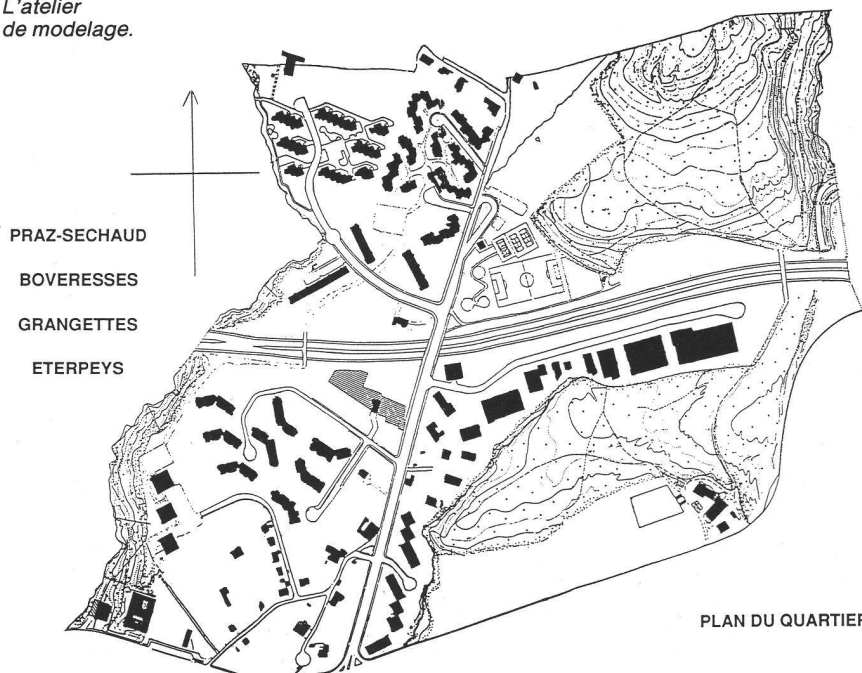 L'atelier
de modelage.
PRAZ-SECHAUD
BOVERESSES
GRANGETTES
ETERPEYS
PLAN DU QUARTIER